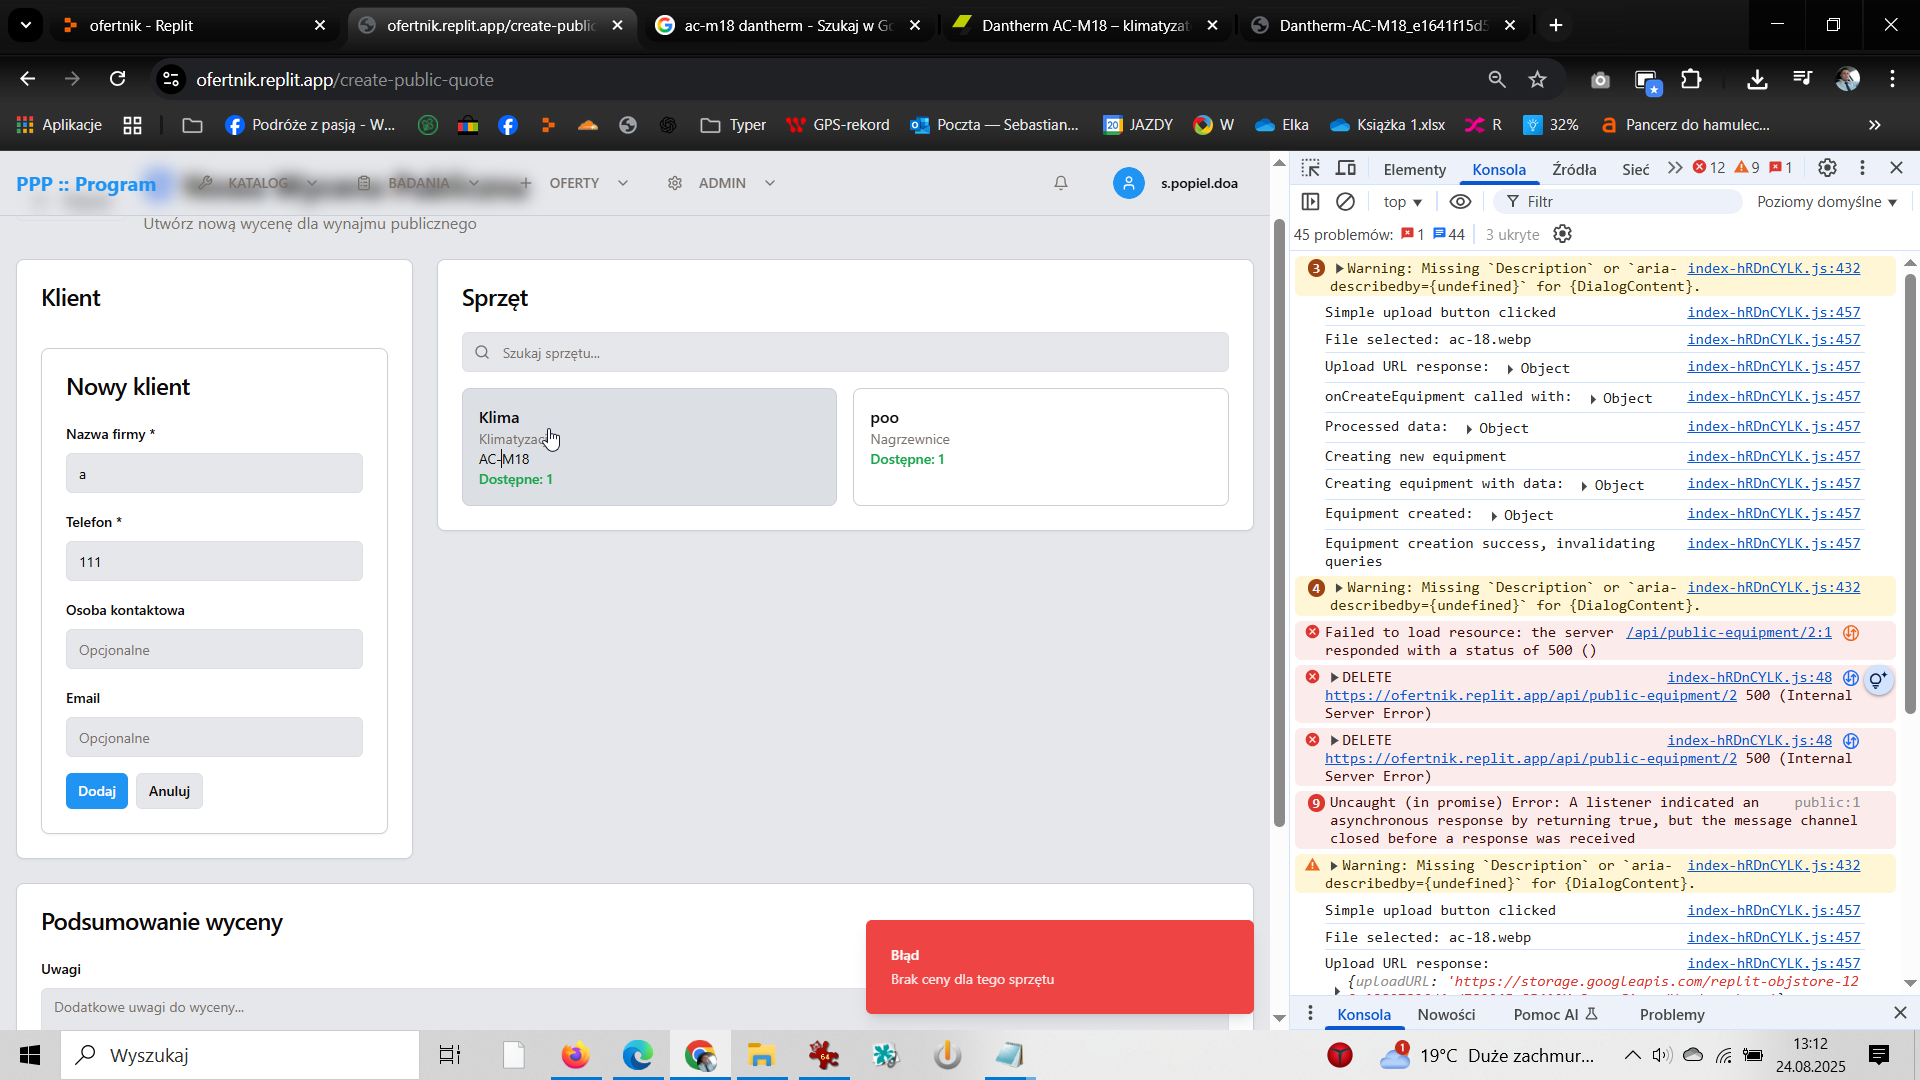 ofertnik - Replit
ofertnik.replit.app/create-public
ac-m18 dantherm - Szukaj w Go
Dantherm AC-M18 – klimatyzat
Dantherm-AC-M18_e1641f15d5
ofertnik.replit.app/create-public-quote
Aplikacje
Podróże z pasją - W...
Typer
GPS-rekord
Poczta — Sebastian...
20 JAZDY
W
Elka
Książka 1.xlsx
R
32%
Pancerz do hamulec...
PPP :: Program
KATALOG
BADANIA
OFERTY
ADMIN
s.popiel.doa
Utwórz nową wycenę dla wynajmu publicznego
Klient
Nowy klient
Nazwa firmy *
a
Telefon *
111
Osoba kontaktowa
Opcjonalne
Email
Opcjonalne
Dodaj Anuluj
Sprzęt
Szukaj sprzętu...
Klima
AC-M18
Dostępne: 1
poo
Nagrzewnice
Dostępne: 1
Podsumowanie wyceny
Uwagi
Dodatkowe uwagi do wyceny...
Błąd
Brak ceny dla tego sprzętu
Elementy Konsola Źródła Sieć 12 9 1
top Filtr Poziomy domyślne
45 problemów: 1 44 3 ukryte
3 Warning: Missing `Description` or `aria- index-hRDnCYLK.js:432
describedby={undefined}` for {DialogContent}.
Simple upload button clicked index-hRDnCYLK.js:457
File selected: ac-18.webp index-hRDnCYLK.js:457
Upload URL response: Object index-hRDnCYLK.js:457
onCreateEquipment called with: Object index-hRDnCYLK.js:457
Processed data: Object index-hRDnCYLK.js:457
Creating new equipment index-hRDnCYLK.js:457
Creating equipment with data: Object index-hRDnCYLK.js:457
Equipment created: Object index-hRDnCYLK.js:457
Equipment creation success, invalidating index-hRDnCYLK.js:457
queries
4 Warning: Missing `Description` or `aria- index-hRDnCYLK.js:432
describedby={undefined}` for {DialogContent}.
Failed to load resource: the server /api/public-equipment/2:1
responded with a status of 500 ()
DELETE index-hRDnCYLK.js:48
https://ofertnik.replit.app/api/public-equipment/2 500 (Internal
Server Error)
DELETE index-hRDnCYLK.js:48
https://ofertnik.replit.app/api/public-equipment/2 500 (Internal
Server Error)
9 Uncaught (in promise) Error: A listener indicated an public:1
asynchronous response by returning true, but the message channel
closed before a response was received
Warning: Missing `Description` or `aria- index-hRDnCYLK.js:432
describedby={undefined}` for {DialogContent}.
Simple upload button clicked index-hRDnCYLK.js:457
File selected: ac-18.webp index-hRDnCYLK.js:457
Upload URL response: index-hRDnCYLK.js:457
{uploadURL: 'https://storage.googleapis.com/replit-objstore-12
Konsola Nowości Pomoc AI Problemy
Wyszukaj
64
1
19°C Duże zachmur...
13:12
24.08.2025